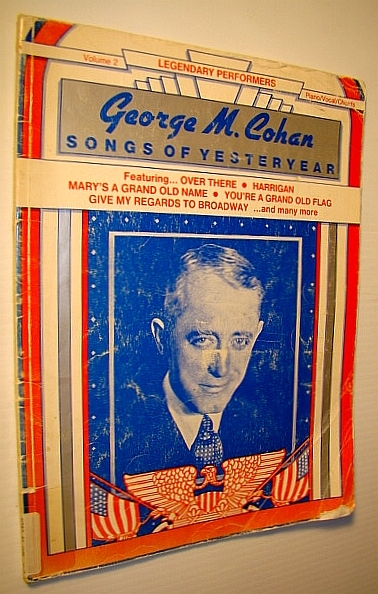 Volume 2
LEGENDARY PERFORMERS
Piano/Vocal/Chords
George M. Cohan
SONGS OF YESTERYEAR
Featuring... OVER THERE ● HARRIGAN
MARY'S A GRAND OLD NAME ● YOU'RE A GRAND OLD FLAG
GIVE MY REGARDS TO BROADWAY ...and many more